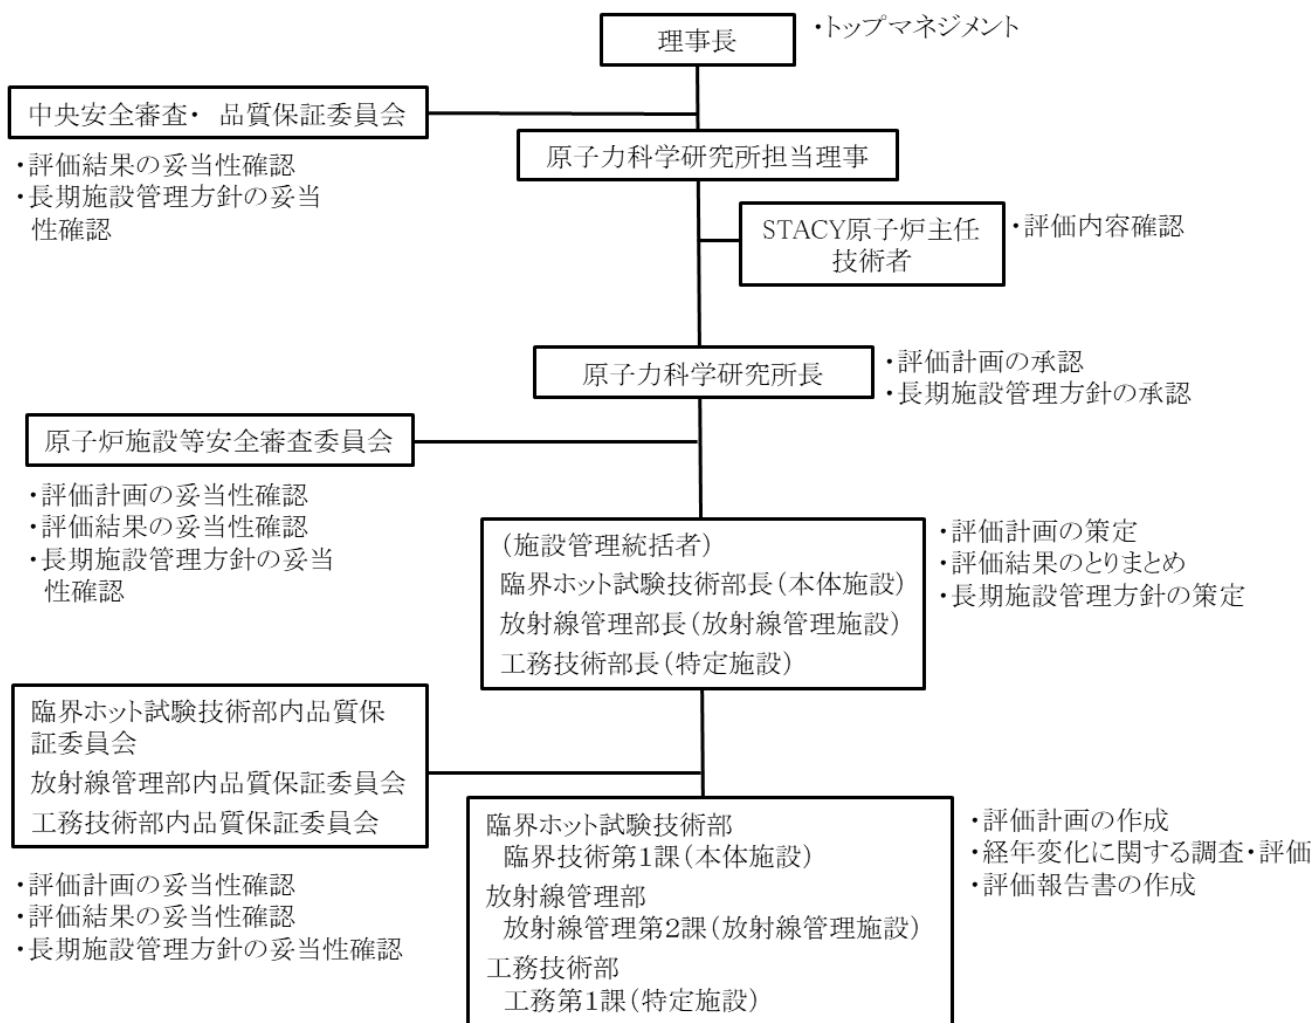 理事長
・トップマネジメント
中央安全審査・ 品質保証委員会
・評価結果の妥当性確認
・長期施設管理方針の妥当
性確認
原子力科学研究所担当理事
STACY原子炉主任
技術者
・評価内容確認
原子力科学研究所長
・評価計画の承認
・長期施設管理方針の承認
原子炉施設等安全審査委員会
・評価計画の妥当性確認
・評価結果の妥当性確認
・長期施設管理方針の妥当
性確認
(施設管理統括者)
臨界ホット試験技術部長(本体施設)
放射線管理部長(放射線管理施設)
工務技術部長(特定施設)
・評価計画の策定
・評価結果のとりまとめ
・長期施設管理方針の策定
臨界ホット試験技術部内品質保
証委員会
放射線管理部内品質保証委員会
工務技術部内品質保証委員会
・評価計画の妥当性確認
・評価結果の妥当性確認
・長期施設管理方針の妥当性確認
臨界ホット試験技術部
臨界技術第1課(本体施設)
放射線管理部
放射線管理第2課(放射線管理施設)
工務技術部
工務第1課(特定施設)
・評価計画の作成
・経年変化に関する調査・評価
・評価報告書の作成